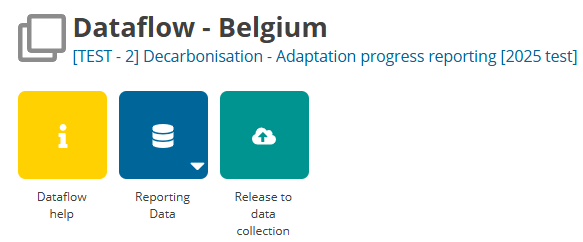 Dataflow - Belgium
[TEST - 2] Decarbonisation - Adaptation progress reporting [2025 test]
Dataflow
help
Reporting
Data
Release to
data
collection